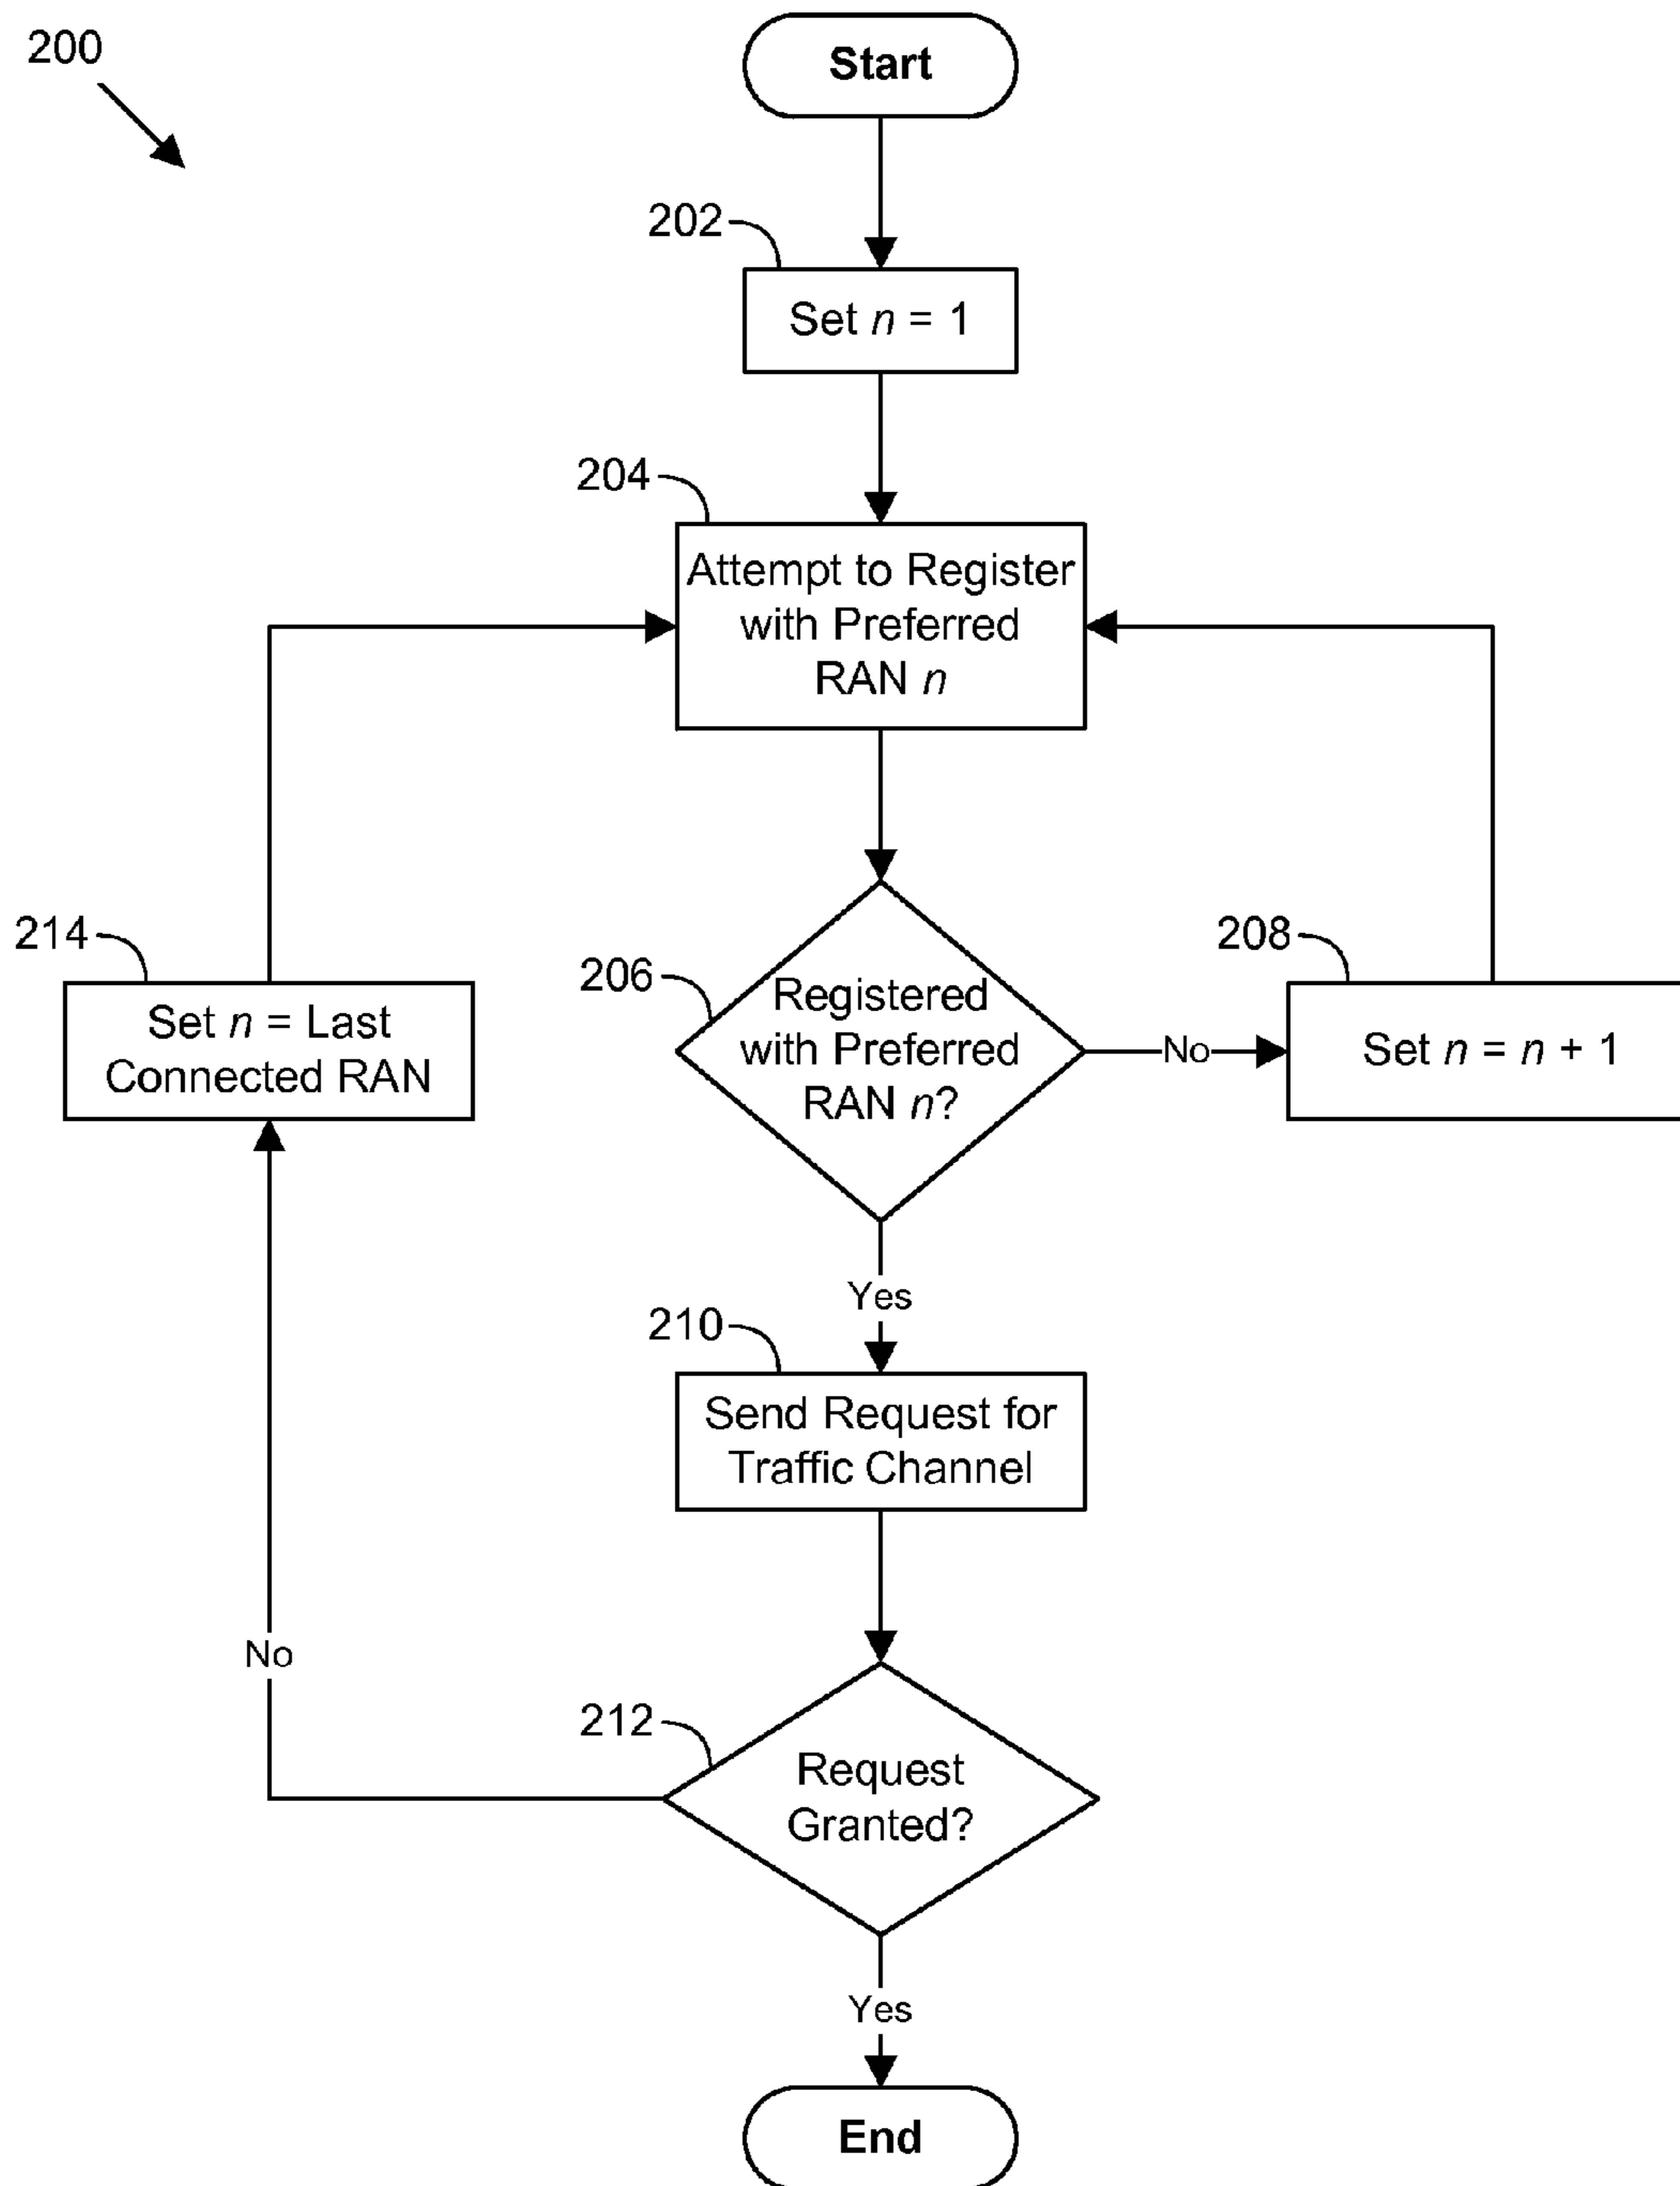 200
Start
202
Set n = 1
204
Attempt to Register
with Preferred
RAN n
214
Set n = Last
Connected RAN
206
Registered
with Preferred
RAN n?
No
208
Set n = n + 1
Yes
210
Send Request for
Traffic Channel
No
212
Request
Granted?
Yes
End